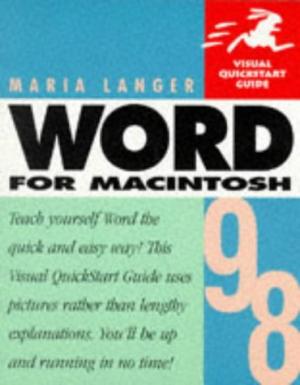 VISUAL
QUICKSTART
GUIDE
MARIA LANGER
WORD
FOR MACINTOSH
98
Teach yourself Word the
quick and easy way! This
Visual QuickStart Guide uses
pictures rather than lengthy
explanations. You'll be up
and running in no time!